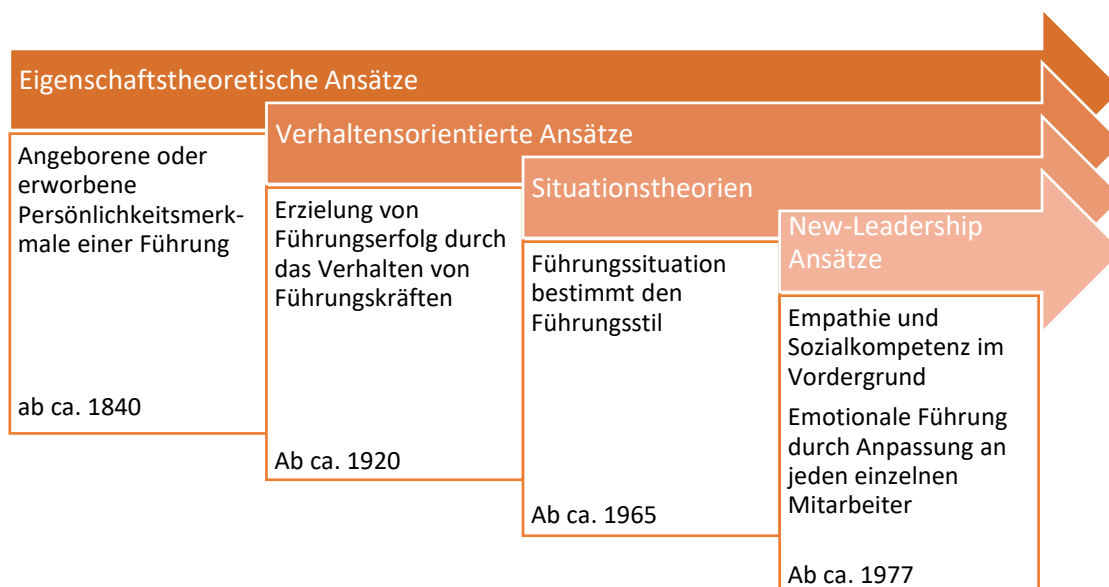 Eigenschaftstheoretische Ansätze
Angeborene oder
erworbene
Persönlichkeitsmerk-
male einer Führung
ab ca. 1840
Verhaltensorientierte Ansätze
Erzielung von
Führungserfolg durch
das Verhalten von
Führungskräften
Ab ca. 1920
Situationstheorien
Führungssituation
bestimmt den
Führungsstil
Ab ca. 1965
New-Leadership
Ansätze
Empathie und
Sozialkompetenz im
Vordergrund
Emotionale Führung
durch Anpassung an
jeden einzelnen
Mitarbeiter
Ab ca. 1977